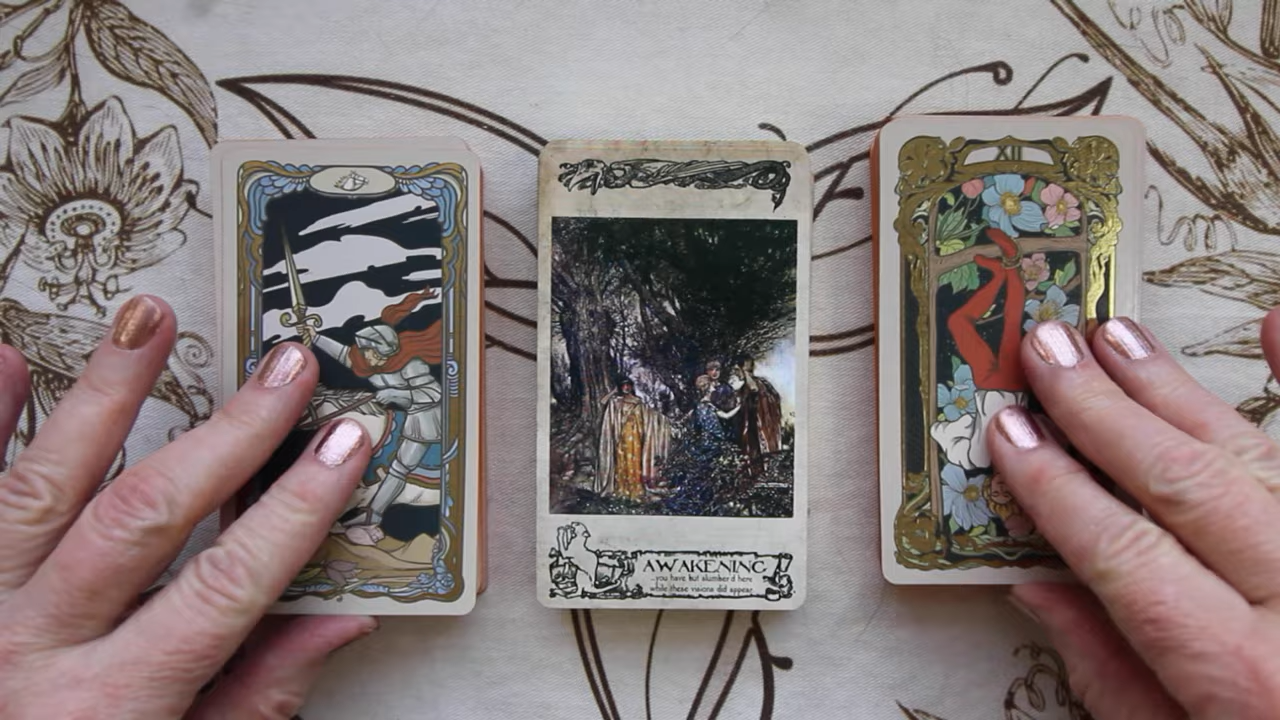 XII
AWAKENING
...you have but slumber'd here
while these visions did appear.